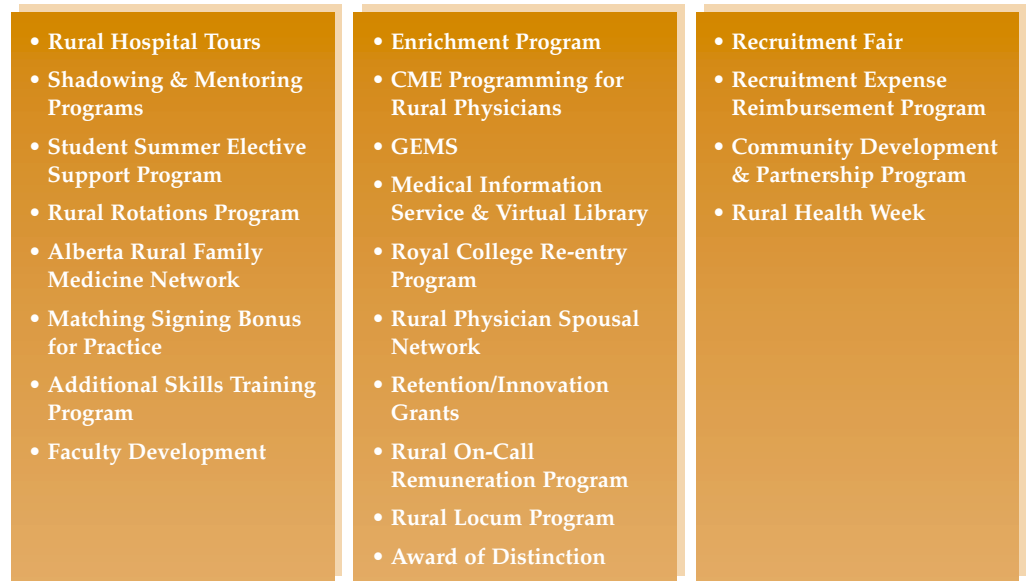 • Rural Hospital Tours
• Shadowing & Mentoring
Programs
• Student Summer Elective
Support Program
• Rural Rotations Program
• Alberta Rural Family
Medicine Network
• Matching Signing Bonus
for Practice
• Additional Skills Training
Program
• Faculty Development
• Enrichment Program
• CME Programming for
Rural Physicians
• GEMS
• Medical Information
Service & Virtual Library
• Royal College Re-entry
Program
• Rural Physician Spousal
Network
• Retention/Innovation
Grants
• Rural On-Call
Remuneration Program
• Rural Locum Program
• Award of Distinction
• Recruitment Fair
• Recruitment Expense
Reimbursement Program
• Community Development
& Partnership Program
• Rural Health Week